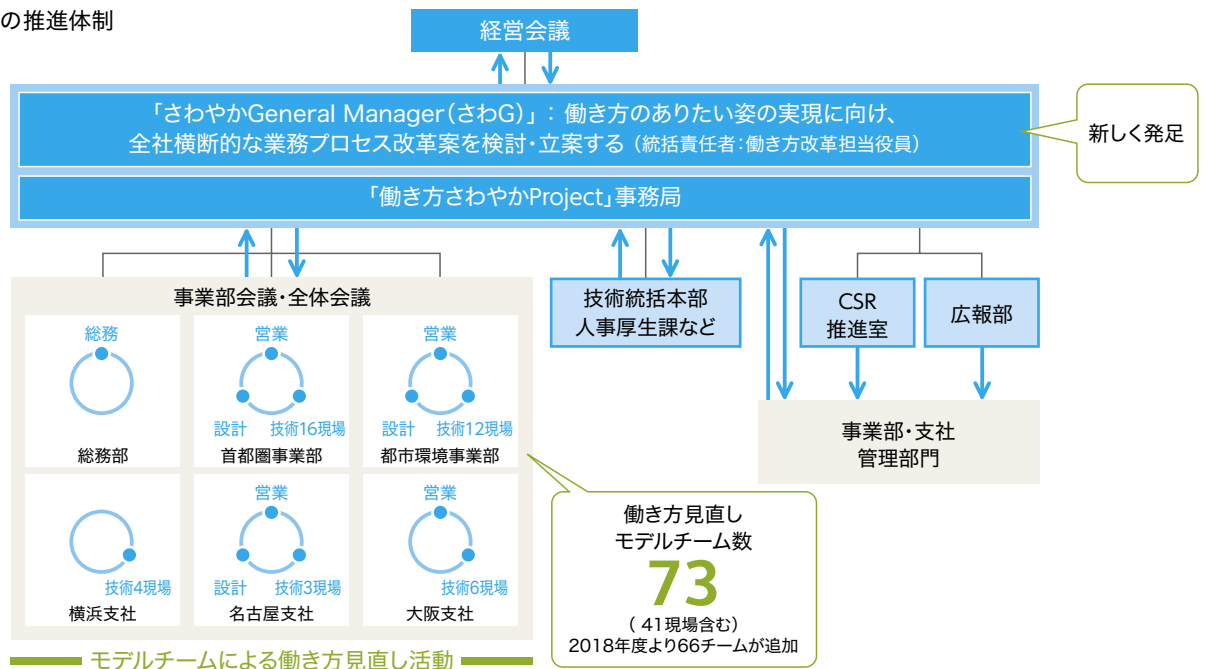 の推進体制
経営会議
「さわやかGeneral Manager（さわG）」：働き方のありたい姿の実現に向け、
全社横断的な業務プロセス改革案を検討・立案する（統括責任者：働き方改革担当役員）
新しく発足
「働き方さわやかProject」事務局
事業部会議・全体会議
総務
総務部
営業
設計 技術16現場
首都圏事業部
営業
設計 技術12現場
都市環境事業部
技術4現場
横浜支社
営業
設計 技術3現場
名古屋支社
営業
技術6現場
大阪支社
モデルチームによる働き方見直し活動
技術統括本部
人事厚生課など
CSR
推進室
広報部
事業部・支社
管理部門
働き方見直し
モデルチーム数
73
（41現場含む）
2018年度より66チームが追加